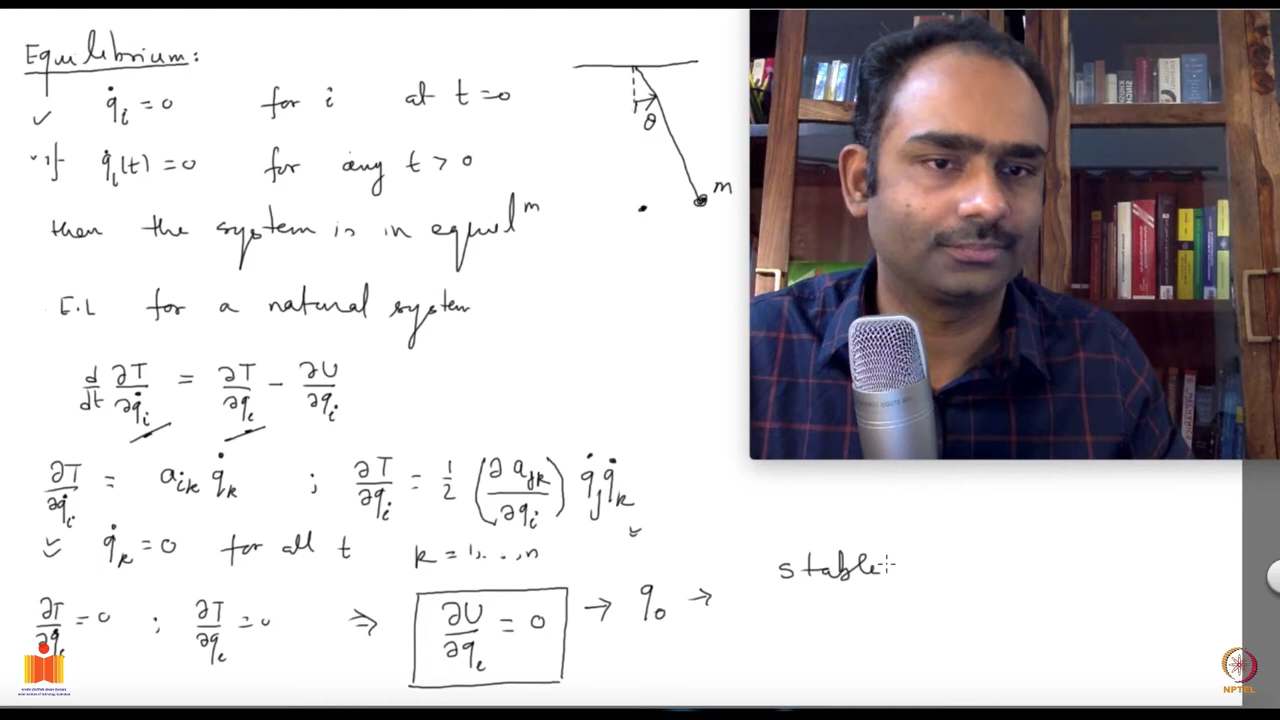 Equilibrium:
q̇ᵢ = 0 for i at t = 0
If q̇ᵢ(t) = 0 for any t > 0
then the system is in equilᵐ
θ
m
E.L for a natural system
d/dt ∂T/∂q̇ᵢ = ∂T/∂qᵢ - ∂U/∂qᵢ
∂T/∂q̇ᵢ = aᵢₖ q̇ₖ ; ∂T/∂qᵢ = 1/2 (∂aⱼₖ/∂qᵢ) q̇ⱼ q̇ₖ
q̇ₖ = 0 for all t k = 1, . . , n
∂T/∂q̇ᵢ = 0 ; ∂T/∂qᵢ = 0 ⇒ ∂U/∂qᵢ = 0 → q₀ → stable
NPTEL